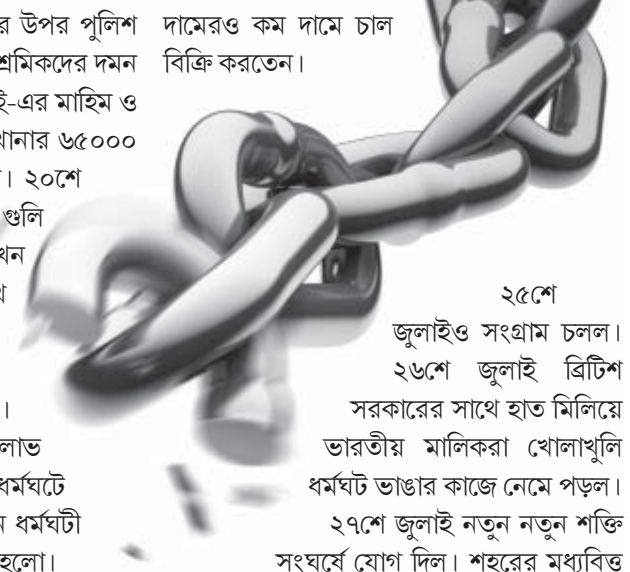 র উপর পুলিশ
শ্রমিকদের দমন
ই-এর মাহিম ও
খানার ৬৫০০০
। ২০শে
গুলি
খন
।
লাভ
ধর্মঘটে
ধর্মঘটী
হলো।
দামেরও কম দামে চাল
বিক্রি করতেন।
২৫শে
জুলাইও সংগ্রাম চলল।
২৬শে জুলাই ব্রিটিশ
সরকারের সাথে হাত মিলিয়ে
ভারতীয় মালিকরা খোলাখুলি
ধর্মঘট ভাঙার কাজে নেমে পড়ল।
২৭শে জুলাই নতুন নতুন শক্তি
সংঘর্ষে যোগ দিল। শহরের মধ্যবিত্ত